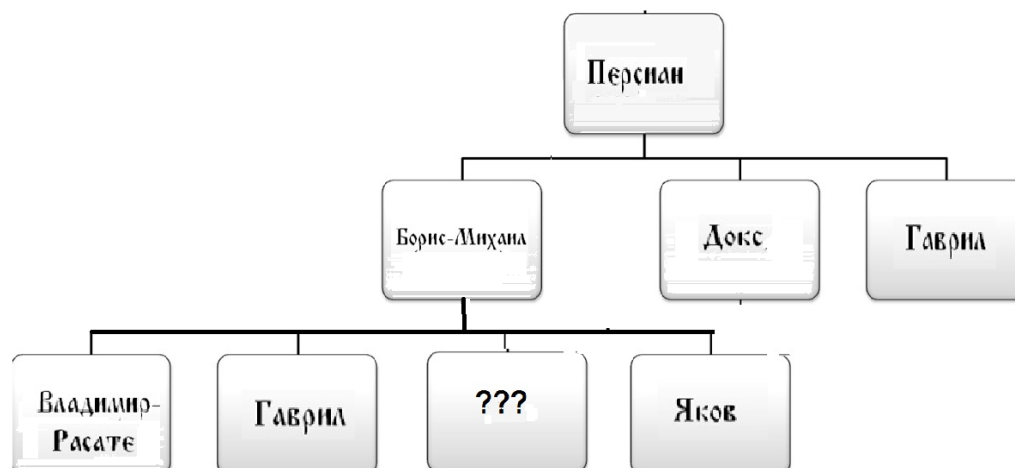 Персиан
Борис-Михаил
Докс
Гаврил
Владимир-
Расате
Гаврил
???
Яков